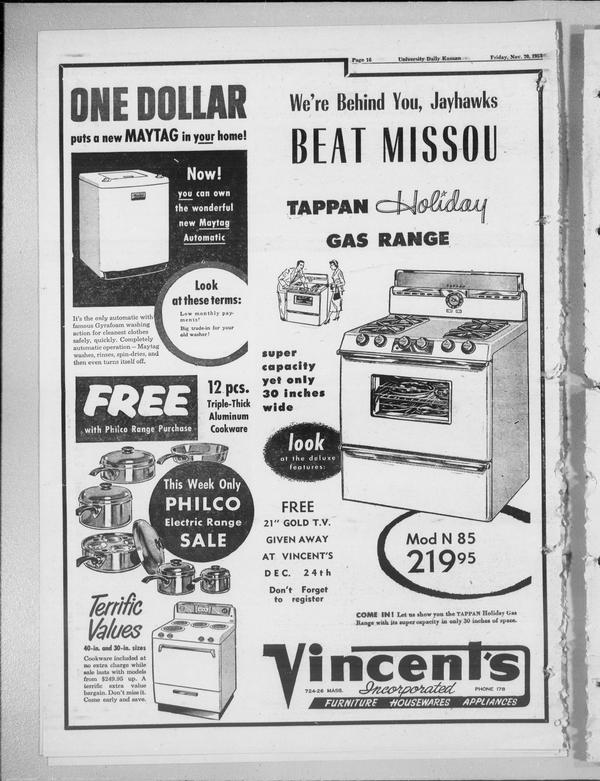 Page 16 University Daily Kansan Friday, Nov. 20, 1953
ONE DOLLAR
puts a new MAYTAG in your home!
Now!
you can own
the wonderful
new Maytag
Automatic
Look
at these terms:
Low monthly pay-
ments!
Big trade-in for your
old washer!
It's the only automatic with
famous Gyrafoam washing
action for cleanest clothes
safely, quickly. Completely
automatic operation—Maytag
washes, rinses, spin-dries, and
then even turns itself off.
FREE
with Philco Range Purchase
12 pcs.
Triple-Thick
Aluminum
Cookware
This Week Only
PHILCO
Electric Range
SALE
Terrific
Values
40-in. and 30-in. sizes
Cookware included at
no extra charge while
sale lasts with models
from $249.95 up. A
terrific extra value
bargain. Don't miss it.
Come early and save.
We're Behind You, Jayhawks
BEAT MISSOU
TAPPAN Holiday
GAS RANGE
super
capacity
yet only
30 inches
wide
look
at the deluxe
features:
FREE
21" GOLD T.V.
GIVEN AWAY
AT VINCENT'S
DEC. 24th
Don't Forget
to register
Mod N 85
219 95
COME IN! Let us show you the TAPPAN Holiday Gas
Range with its super capacity in only 30 inches of space.
Vincent's
724-26 MASS. Incorporated PHONE 178
FURNITURE HOUSEWARES APPLIANCES